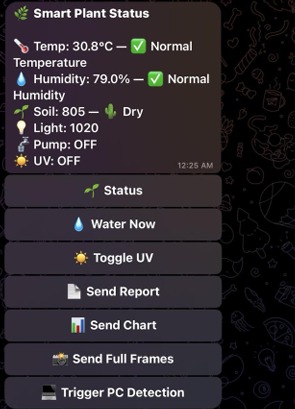 🌿 Smart Plant Status
🌡️ Temp: 30.8°C — ✅ Normal
Temperature
💧 Humidity: 79.0% — ✅ Normal
Humidity
🌱 Soil: 805 — 🌵 Dry
💡 Light: 1020
🚰 Pump: OFF
☀️ UV: OFF
12:25 AM
🌱 Status
💧 Water Now
☀️ Toggle UV
📄 Send Report
📊 Send Chart
📸 Send Full Frames
💻 Trigger PC Detection